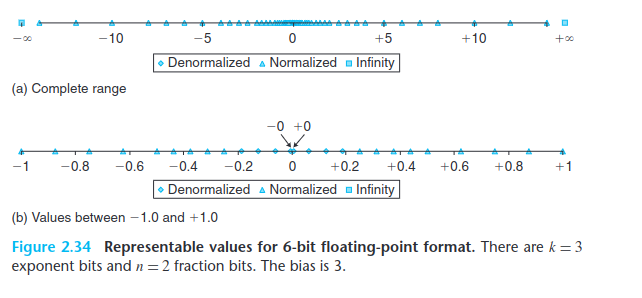 −∞ −10 −5 0 +5 +10 +∞
Denormalized Normalized Infinity
(a) Complete range
−0 +0
−1 −0.8 −0.6 −0.4 −0.2 0 +0.2 +0.4 +0.6 +0.8 +1
Denormalized Normalized Infinity
(b) Values between −1.0 and +1.0
Figure 2.34 Representable values for 6-bit floating-point format. There are k = 3
exponent bits and n = 2 fraction bits. The bias is 3.